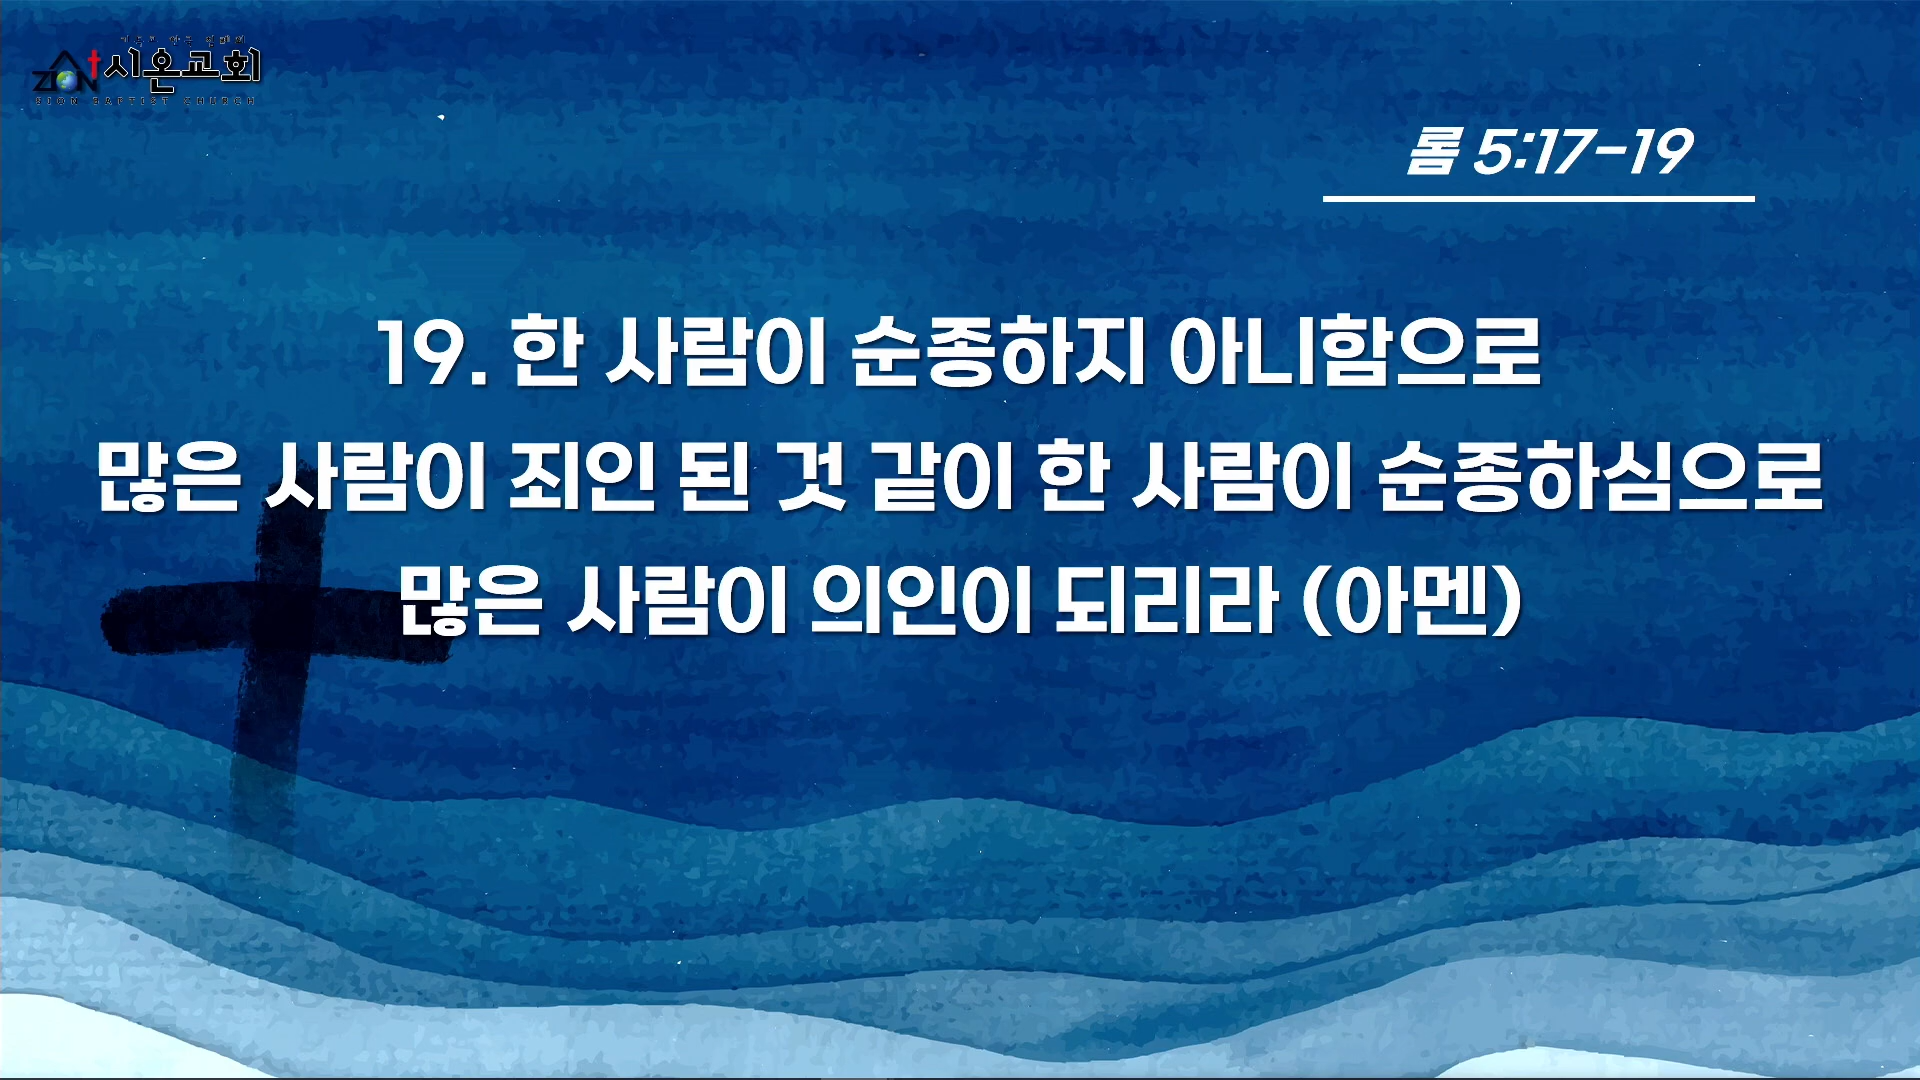 ZION
시온교회
SION BAPTIST CHURCH
롬 5:17-19
19. 한 사람이 순종하지 아니함으로
많은 사람이 죄인 된 것 같이 한 사람이 순종하심으로
많은 사람이 의인이 되리라 (아멘)